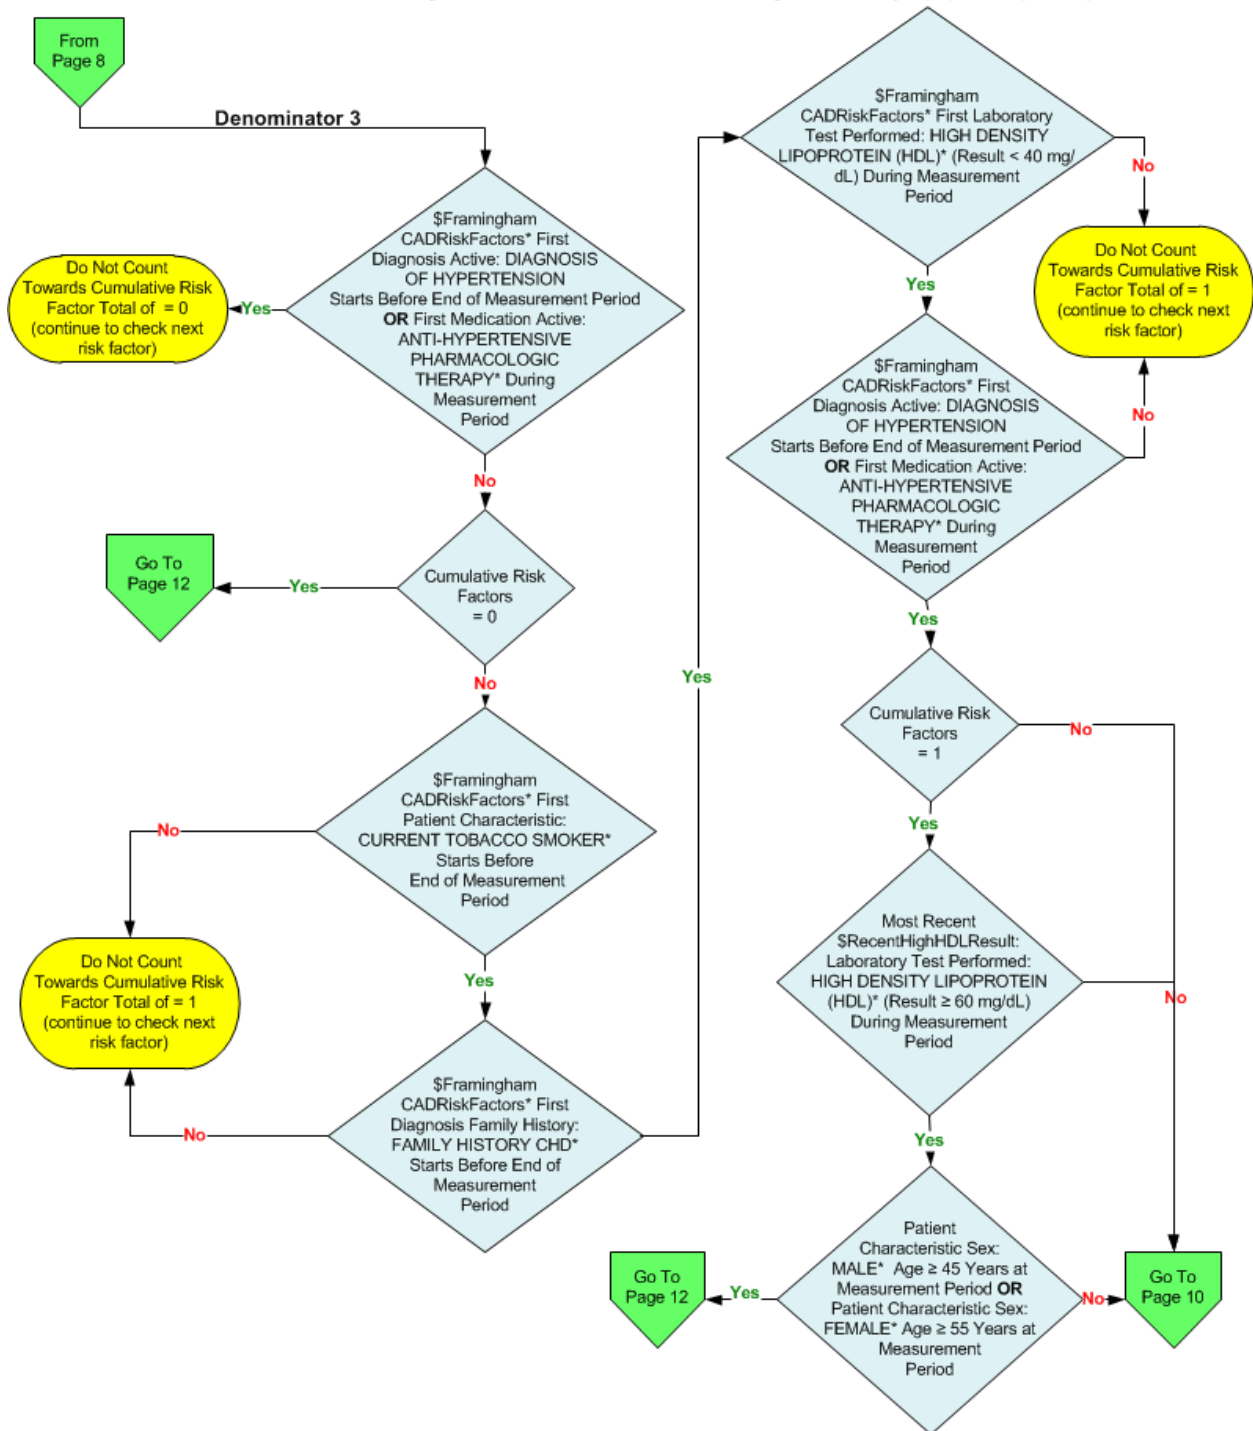 From
Page 8
Denominator 3
$Framingham
CADRiskFactors* First
Diagnosis Active: DIAGNOSIS
OF HYPERTENSION
Starts Before End of Measurement Period
OR First Medication Active:
ANTI-HYPERTENSIVE
PHARMACOLOGIC
THERAPY* During
Measurement
Period
Yes
Do Not Count
Towards Cumulative Risk
Factor Total of = 0
(continue to check next
risk factor)
No
Cumulative Risk
Factors
= 0
Yes
Go To
Page 12
No
$Framingham
CADRiskFactors* First
Patient Characteristic:
CURRENT TOBACCO SMOKER*
Starts Before
End of Measurement
Period
No
Do Not Count
Towards Cumulative Risk
Factor Total of = 1
(continue to check next
risk factor)
Yes
$Framingham
CADRiskFactors* First
Diagnosis Family History:
FAMILY HISTORY CHD*
Starts Before End of
Measurement
Period
No
Yes
$Framingham
CADRiskFactors* First Laboratory
Test Performed: HIGH DENSITY
LIPOPROTEIN (HDL)* (Result < 40 mg/
dL) During Measurement
Period
No
Do Not Count
Towards Cumulative Risk
Factor Total of = 1
(continue to check next
risk factor)
Yes
$Framingham
CADRiskFactors* First
Diagnosis Active: DIAGNOSIS
OF HYPERTENSION
Starts Before End of Measurement Period
OR First Medication Active:
ANTI-HYPERTENSIVE
PHARMACOLOGIC
THERAPY* During
Measurement
Period
No
Yes
Cumulative Risk
Factors
= 1
No
Yes
Most Recent
$RecentHighHDLResult:
Laboratory Test Performed:
HIGH DENSITY LIPOPROTEIN
(HDL)* (Result ≥ 60 mg/dL)
During Measurement
Period
No
Yes
Patient
Characteristic Sex:
MALE* Age ≥ 45 Years at
Measurement Period OR
Patient Characteristic Sex:
FEMALE* Age ≥ 55 Years at
Measurement
Period
Yes
Go To
Page 12
No
Go To
Page 10